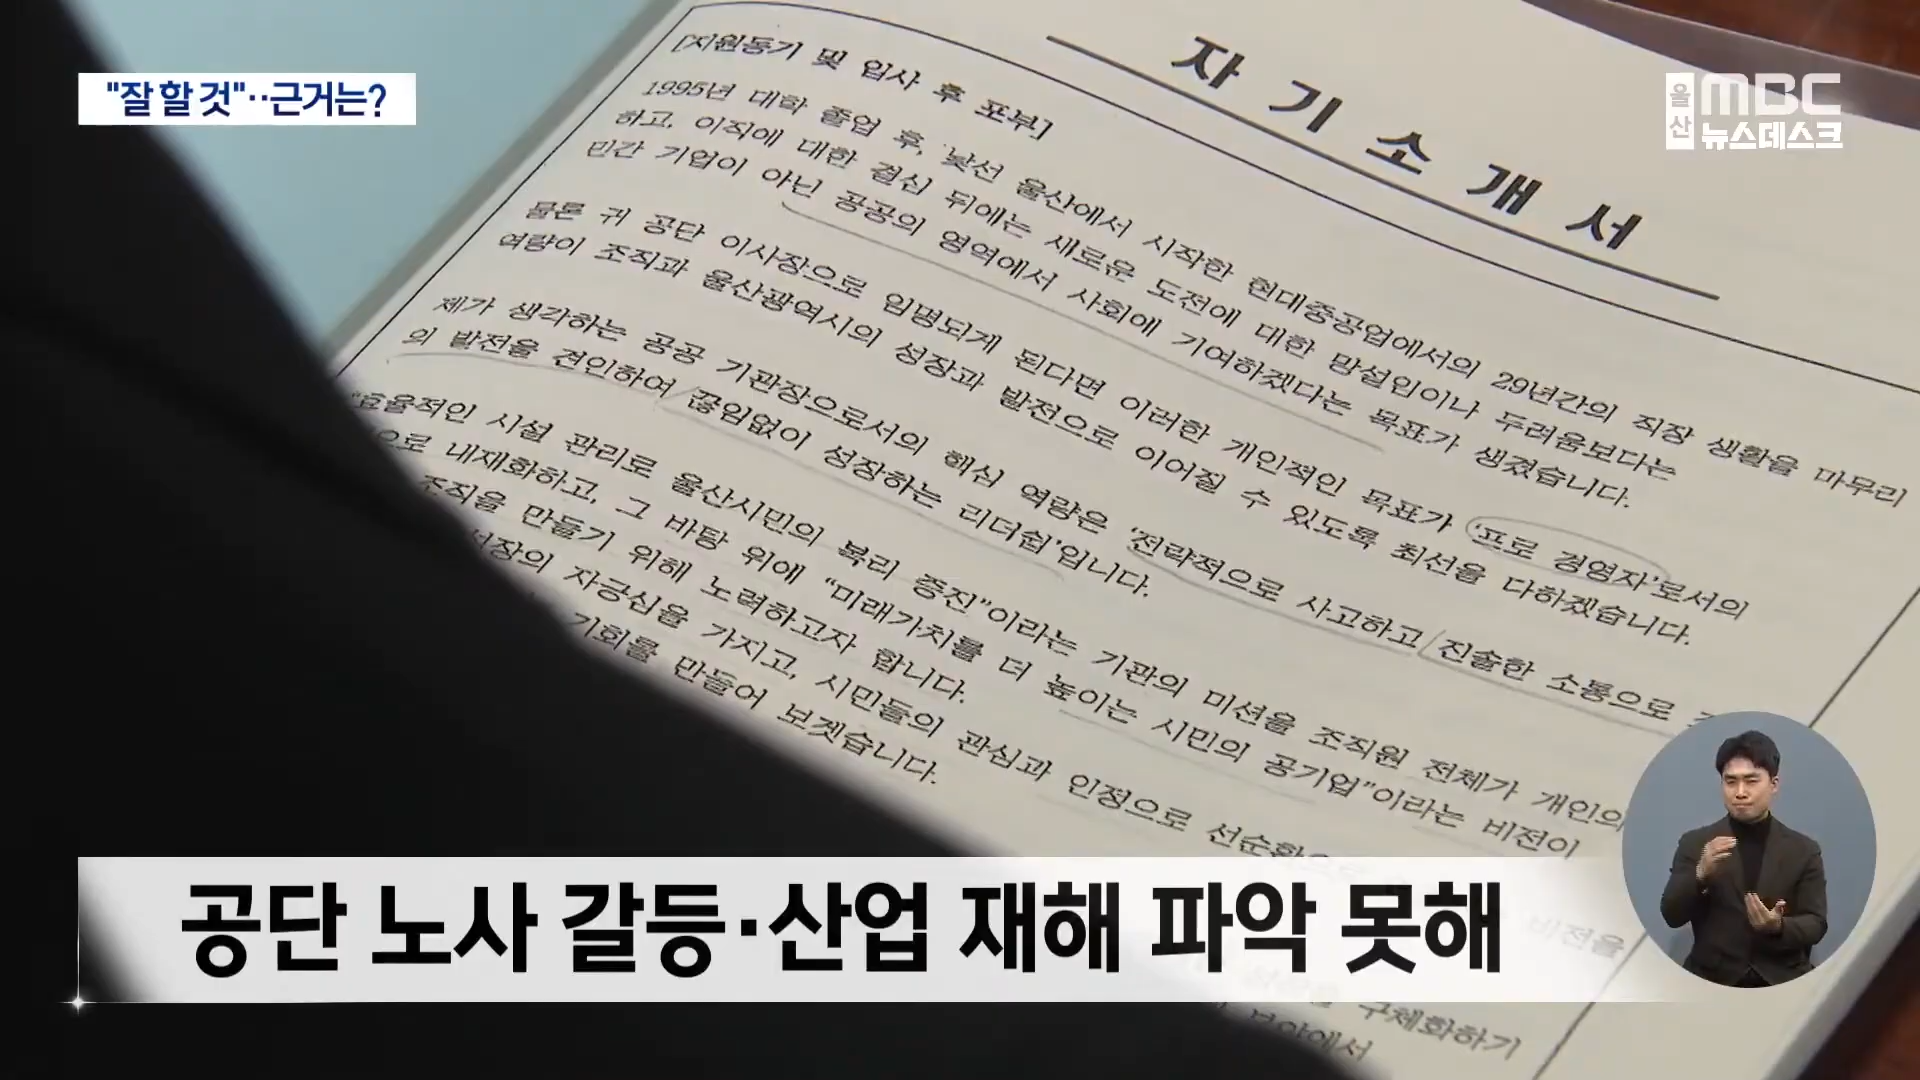 "잘 할 것"··근거는?
울산
MBC
뉴스데스크
자 기 소 개 서
[지원동기 및 입사 후 포부]
1995년 대학 졸업 후, 낯선 울산에서 시작한 현대중공업에서의 29년간의 직장 생활을 마무리
하고, 이직에 대한 결심 뒤에는 새로운 도전에 대한 망설임이나 두려움보다는
민간 기업이 아닌 공공의 영역에서 사회에 기여하겠다는 목표가 생겼습니다.
물론 귀 공단 이사장으로 임명되게 된다면 이러한 개인적인 목표가 '프로 경영자'로서의
역량이 조직과 울산광역시의 성장과 발전으로 이어질 수 있도록 최선을 다하겠습니다.
제가 생각하는 공공 기관장으로서의 핵심 역량은 '전략적으로 사고하고 진솔한 소통으로
의 발전을 견인하여 끊임없이 성장하는 리더쉽'입니다.
"효율적인 시설 관리로 울산시민의 복리 증진"이라는 기관의 미션을 조직원 전체가 개인의
으로 내재화하고, 그 바탕 위에 "미래가치를 더 높이는 시민의 공기업"이라는 비전이
조직을 만들기 위해 노력하고자 합니다.
자긍심을 가지고, 시민들의 관심과 인정으로
기회를 만들어 보겟습니다.
비전을
구체화하기
공단 노사 갈등·산업 재해 파악 못해